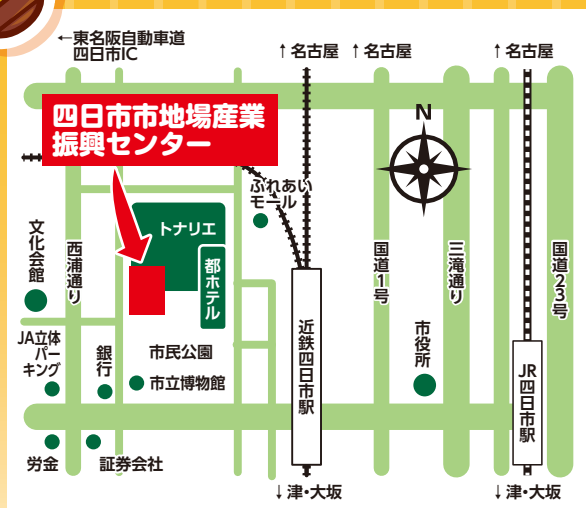 ←東名阪自動車道
四日市IC
↑名古屋
↑名古屋
↑名古屋
四日市市地場産業
振興センター
N
ふれあい
モール
トナリエ
都ホテル
文化会館
西浦通り
国道1号
三滝通り
国道23号
近鉄四日市駅
市役所
JR四日市駅
JA立体
パー
キング
銀行
市民公園
市立博物館
労金
証券会社
↓津・大坂
↓津・大坂